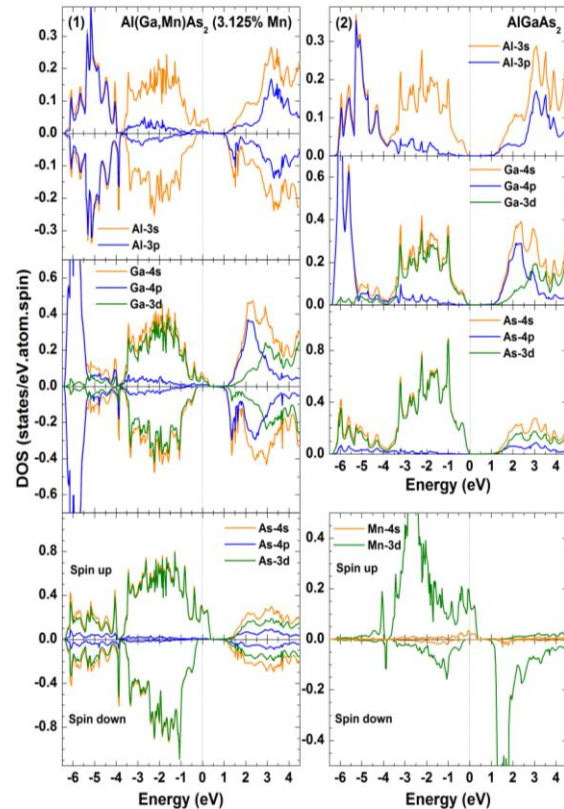 (1) Al(Ga,Mn)As2 (3.125% Mn)
0.3
0.2
0.1
0.0
0.1
0.2
0.3
Al-3s
Al-3p
Ga-4s
Ga-4p
Ga-3d
0.4
0.2
0.0
-0.2
-0.4
-0.6
As-4s
As-4p
As-3d
Spin up
0.8
0.4
0.0
-0.4
-0.8
Spin down
-6 -5 -4 -3 -2 -1 0 1 2 3 4
Energy (eV)
DOS (states/eV.atom.spin)
(2) AlGaAs2
Al-3s
Al-3p
0.3
0.2
0.1
0.0
Ga-4s
Ga-4p
Ga-3d
0.6
0.4
0.2
0.0
As-4s
As-4p
As-3d
0.8
0.4
0.0
-6 -5 -4 -3 -2 -1 0 1 2 3 4
Energy (eV)
Mn-4s
Mn-3d
Spin up
0.4
0.2
0.0
-0.2
-0.4
Spin down
-6 -5 -4 -3 -2 -1 0 1 2 3 4
Energy (eV)